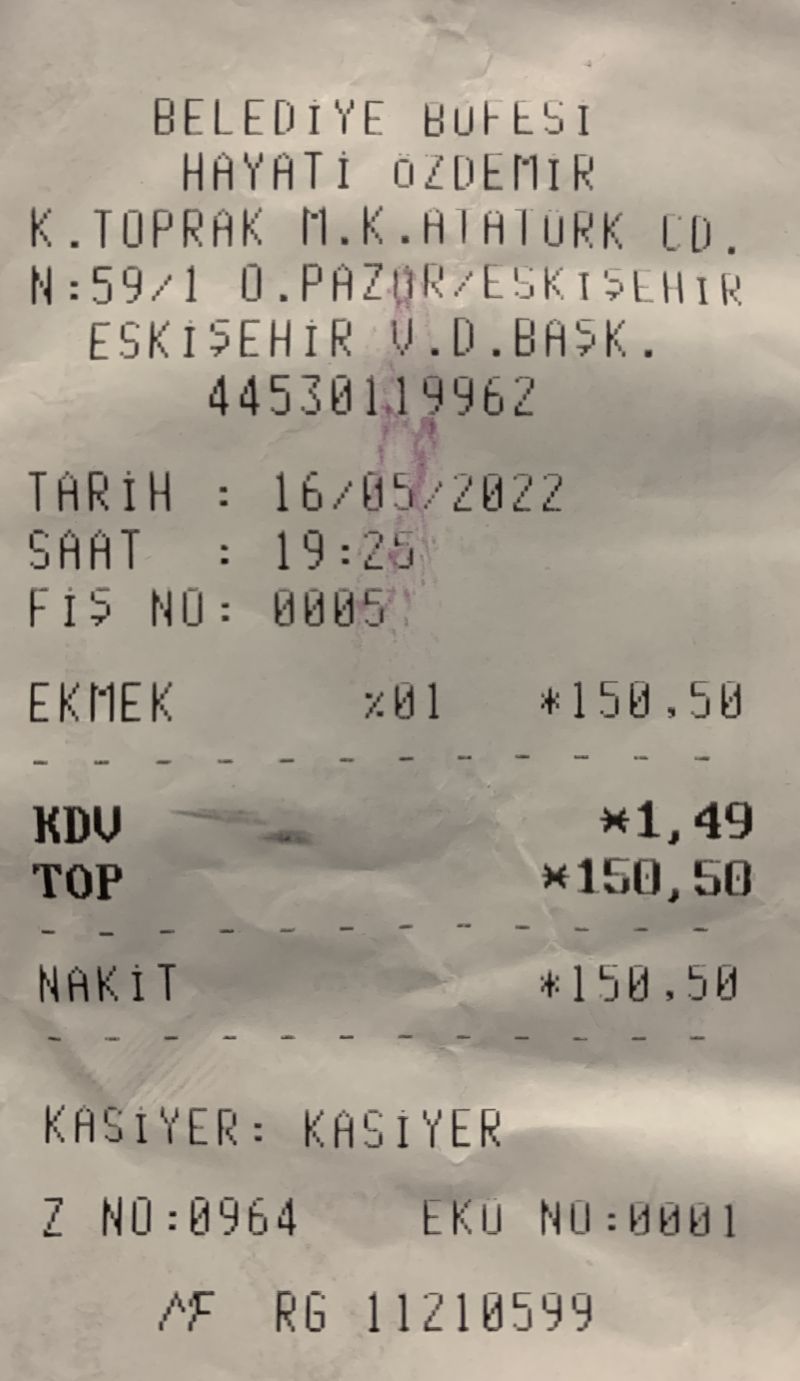 BELEDİYE BÜFESİ
HAYATİ ÖZDEMİR
K.TOPRAK M.K.ATATÜRK CD.
N:59/1 O.PAZOR/ESKİŞEHİR
ESKİŞEHİR V.D.BAŞK.
44530119962
TARİH : 16/05/2022
SAAT : 19:25
FİŞ NO: 0005
EKMEK %01 *150,50
KDV *1,49
TOP *150,50
NAKİT *150,50
KASİYER: KASİYER
Z NO:0964 EKÜ NO:0001
MF RG 11210599